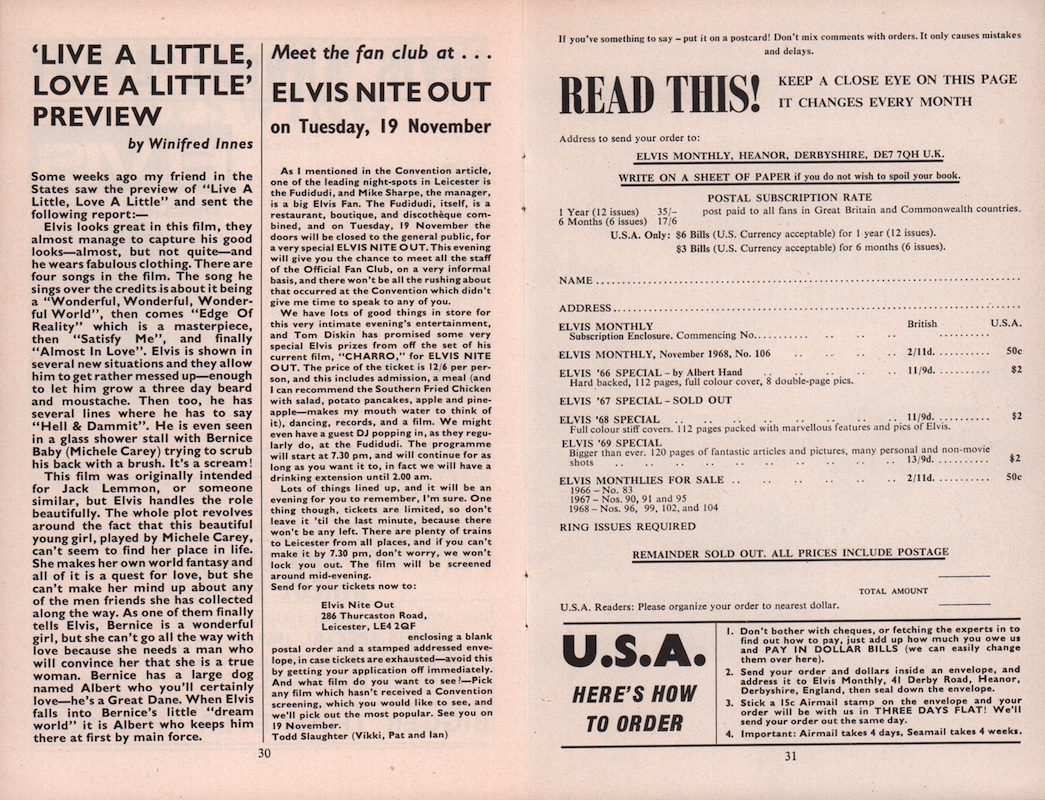 ‘LIVE A LITTLE,
LOVE A LITTLE’
PREVIEW
by Winifred Innes
Some weeks ago my friend in the
States saw the preview of “Live A
Little, Love A Little” and sent the
following report:—
Elvis looks great in this film, they
almost manage to capture his good
looks—almost, but not quite—and
he wears fabulous clothing. There are
four songs in the film. The song he
sings over the credits is about it being
a “Wonderful, Wonderful, Wonder-
ful World”, then comes “Edge Of
Reality” which is a masterpiece,
then “Satisfy Me”, and finally
“Almost In Love”. Elvis is shown in
several new situations and they allow
him to get rather messed up—enough
to let him grow a three day beard
and moustache. Then too, he has
several lines where he has to say
“Hell & Dammit”. He is even seen
in a glass shower stall with Bernice
Baby (Michele Carey) trying to scrub
his back with a brush. It’s a scream!
This film was originally intended
for Jack Lemmon, or someone
similar, but Elvis handles the role
beautifully. The whole plot revolves
around the fact that this beautiful
young girl, played by Michele Carey,
can’t seem to find her place in life.
She makes her own world fantasy and
all of it is a quest for love, but she
can’t make her mind up about any
of the men friends she has collected
along the way. As one of them finally
tells Elvis, Bernice is a wonderful
girl, but she can’t go all the way with
love because she needs a man who
will convince her that she is a true
woman. Bernice has a large dog
named Albert who you’ll certainly
love—he’s a Great Dane. When Elvis
falls into Bernice’s little “dream
world” it is Albert who keeps him
there at first by main force.
Meet the fan club at . . .
ELVIS NITE OUT
on Tuesday, 19 November
As I mentioned in the Convention article,
one of the leading night-spots in Leicester is
the Fudidudi, and Mike Sharpe, the manager,
is a big Elvis Fan. The Fudidudi, itself, is a
restaurant, boutique, and discothèque com-
bined, and on Tuesday, 19 November the
doors will be closed to the general public, for
a very special ELVIS NITE OUT. This evening
will give you the chance to meet all the staff
of the Official Fan Club, on a very informal
basis, and there won’t be all the rushing about
that occurred at the Convention which didn’t
give me time to speak to any of you.
We have lots of good things in store for
this very intimate evening’s entertainment,
and Tom Diskin has promised some very
special Elvis prizes from off the set of his
current film, “CHARRO,” for ELVIS NITE
OUT. The price of the ticket is 12/6 per per-
son, and this includes admission, a meal (and
I can recommend the Southern Fried Chicken
with salad, potato pancakes, apple and pine-
apple—makes my mouth water to think of
it), dancing, records, and a film. We might
even have a guest DJ popping in, as they regu-
larly do, at the Fudidudi. The programme
will start at 7.30 pm, and will continue for as
long as you want it to, in fact we will have a
drinking extension until 2.00 am.
Lots of things lined up, and it will be an
evening for you to remember, I’m sure. One
thing though, tickets are limited, so don’t
leave it ’til the last minute, because there
won’t be any left. There are plenty of trains
to Leicester from all places, and if you can’t
make it by 7.30 pm, don’t worry, we won’t
lock you out. The film will be screened
around mid-evening.
Send for your tickets now to:
Elvis Nite Out
286 Thurcaston Road,
Leicester, LE4 2QF
enclosing a blank
postal order and a stamped addressed enve-
lope, in case tickets are exhausted—avoid this
by getting your application off immediately.
And what film do you want to see?—Pick
any film which hasn’t received a Convention
screening, which you would like to see, and
we’ll pick out the most popular. See you on
19 November.
Todd Slaughter (Vikki, Pat and Ian)
30
If you’ve something to say – put it on a postcard! Don’t mix comments with orders. It only causes mistakes
and delays.
READ THIS!
KEEP A CLOSE EYE ON THIS PAGE
IT CHANGES EVERY MONTH
Address to send your order to:
ELVIS MONTHLY, HEANOR, DERBYSHIRE, DE7 7QH U.K.
WRITE ON A SHEET OF PAPER if you do not wish to spoil your book.
POSTAL SUBSCRIPTION RATE
1 Year (12 issues) 35/– post paid to all fans in Great Britain and Commonwealth countries.
6 Months (6 issues) 17/6
U.S.A. Only: $6 Bills (U.S. Currency acceptable) for 1 year (12 issues).
$3 Bills (U.S. Currency acceptable) for 6 months (6 issues).
NAME
ADDRESS
ELVIS MONTHLY British U.S.A.
Subscription Enclosure. Commencing No.
ELVIS MONTHLY, November 1968, No. 106 2/11d. 50c
ELVIS ’66 SPECIAL – by Albert Hand 11/9d. $2
Hard backed, 112 pages, full colour cover, 8 double-page pics.
ELVIS ’67 SPECIAL – SOLD OUT
ELVIS ’68 SPECIAL 11/9d. $2
Full colour stiff covers. 112 pages packed with marvellous features and pics of Elvis.
ELVIS ’69 SPECIAL
Bigger than ever. 120 pages of fantastic articles and pictures, many personal and non-movie
shots 13/9d. $2
ELVIS MONTHLIES FOR SALE 2/11d. 50c
1966 – No. 83
1967 – Nos. 90, 91 and 95
1968 – Nos. 96, 99, 102, and 104
RING ISSUES REQUIRED
REMAINDER SOLD OUT. ALL PRICES INCLUDE POSTAGE
TOTAL AMOUNT
U.S.A. Readers: Please organize your order to nearest dollar.
U.S.A.
HERE’S HOW
TO ORDER
1. Don’t bother with cheques, or fetching the experts in to
find out how to pay, just add up how much you owe us
and PAY IN DOLLAR BILLS (we can easily change
them over here).
2. Send your order and dollars inside an envelope, and
address it to Elvis Monthly, 41 Derby Road, Heanor,
Derbyshire, England, then seal down the envelope.
3. Stick a 15c Airmail stamp on the envelope and your
order will be with us in THREE DAYS FLAT! We’ll
send your order out the same day.
4. Important: Airmail takes 4 days, Seamail takes 4 weeks.
31